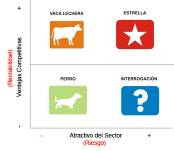 +
VACA LECHERA
ESTRELLA
(Rentabilidad)
Ventajas Competitivas
PERRO
INTERROGACIÓN
?
-
- Atractivo del Sector +
(Riesgo)